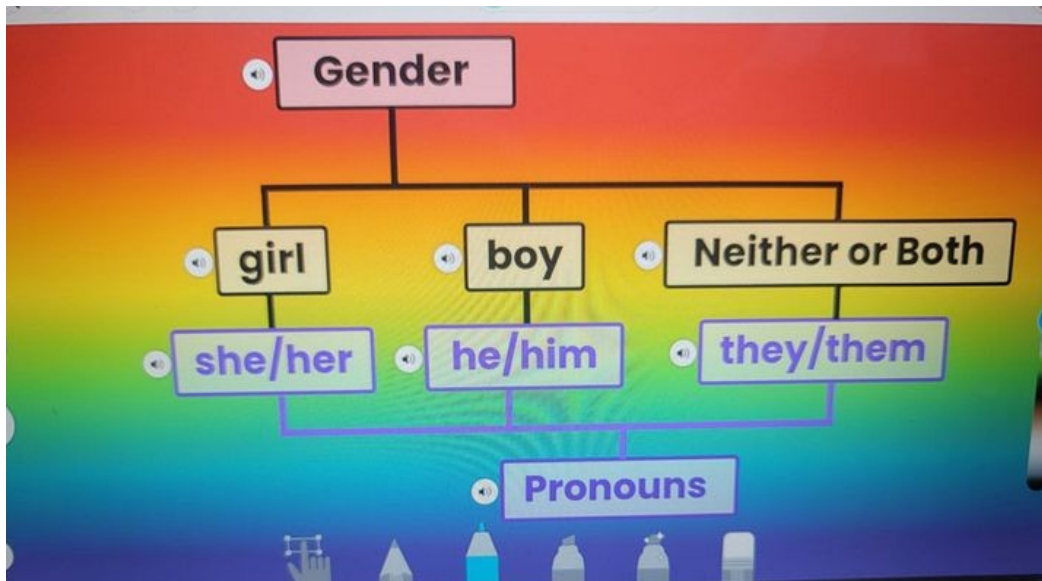 Gender
girl
boy
Neither or Both
she/her
he/him
they/them
Pronouns